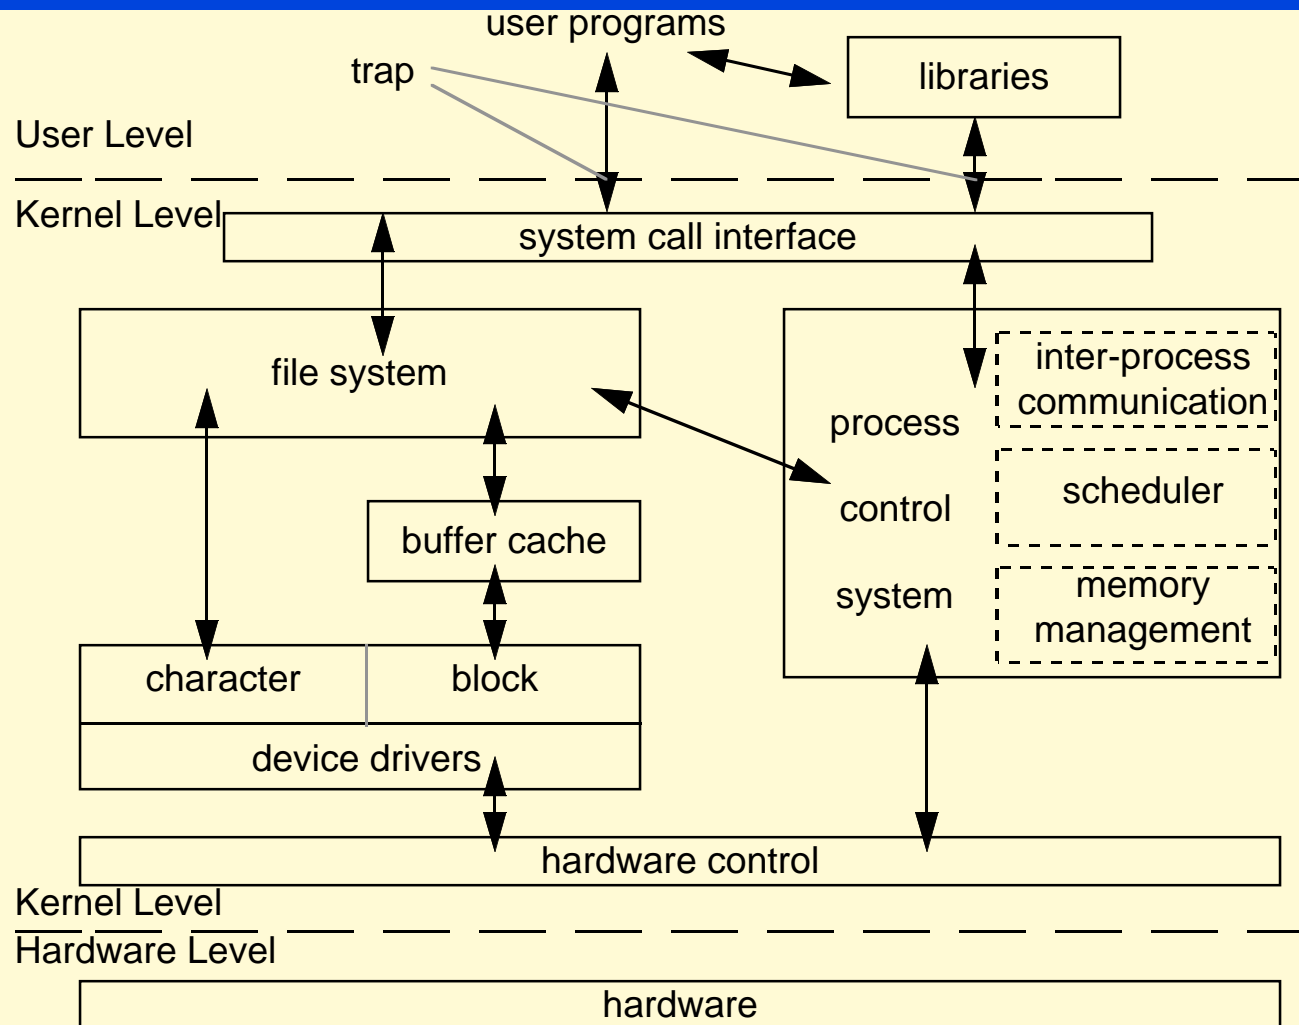 user programs
trap
libraries
User Level
Kernel Level
system call interface
file system
inter-process
communication
process
scheduler
control
buffer cache
memory
system
management
character
block
device drivers
hardware control
Kernel Level
Hardware Level
hardware